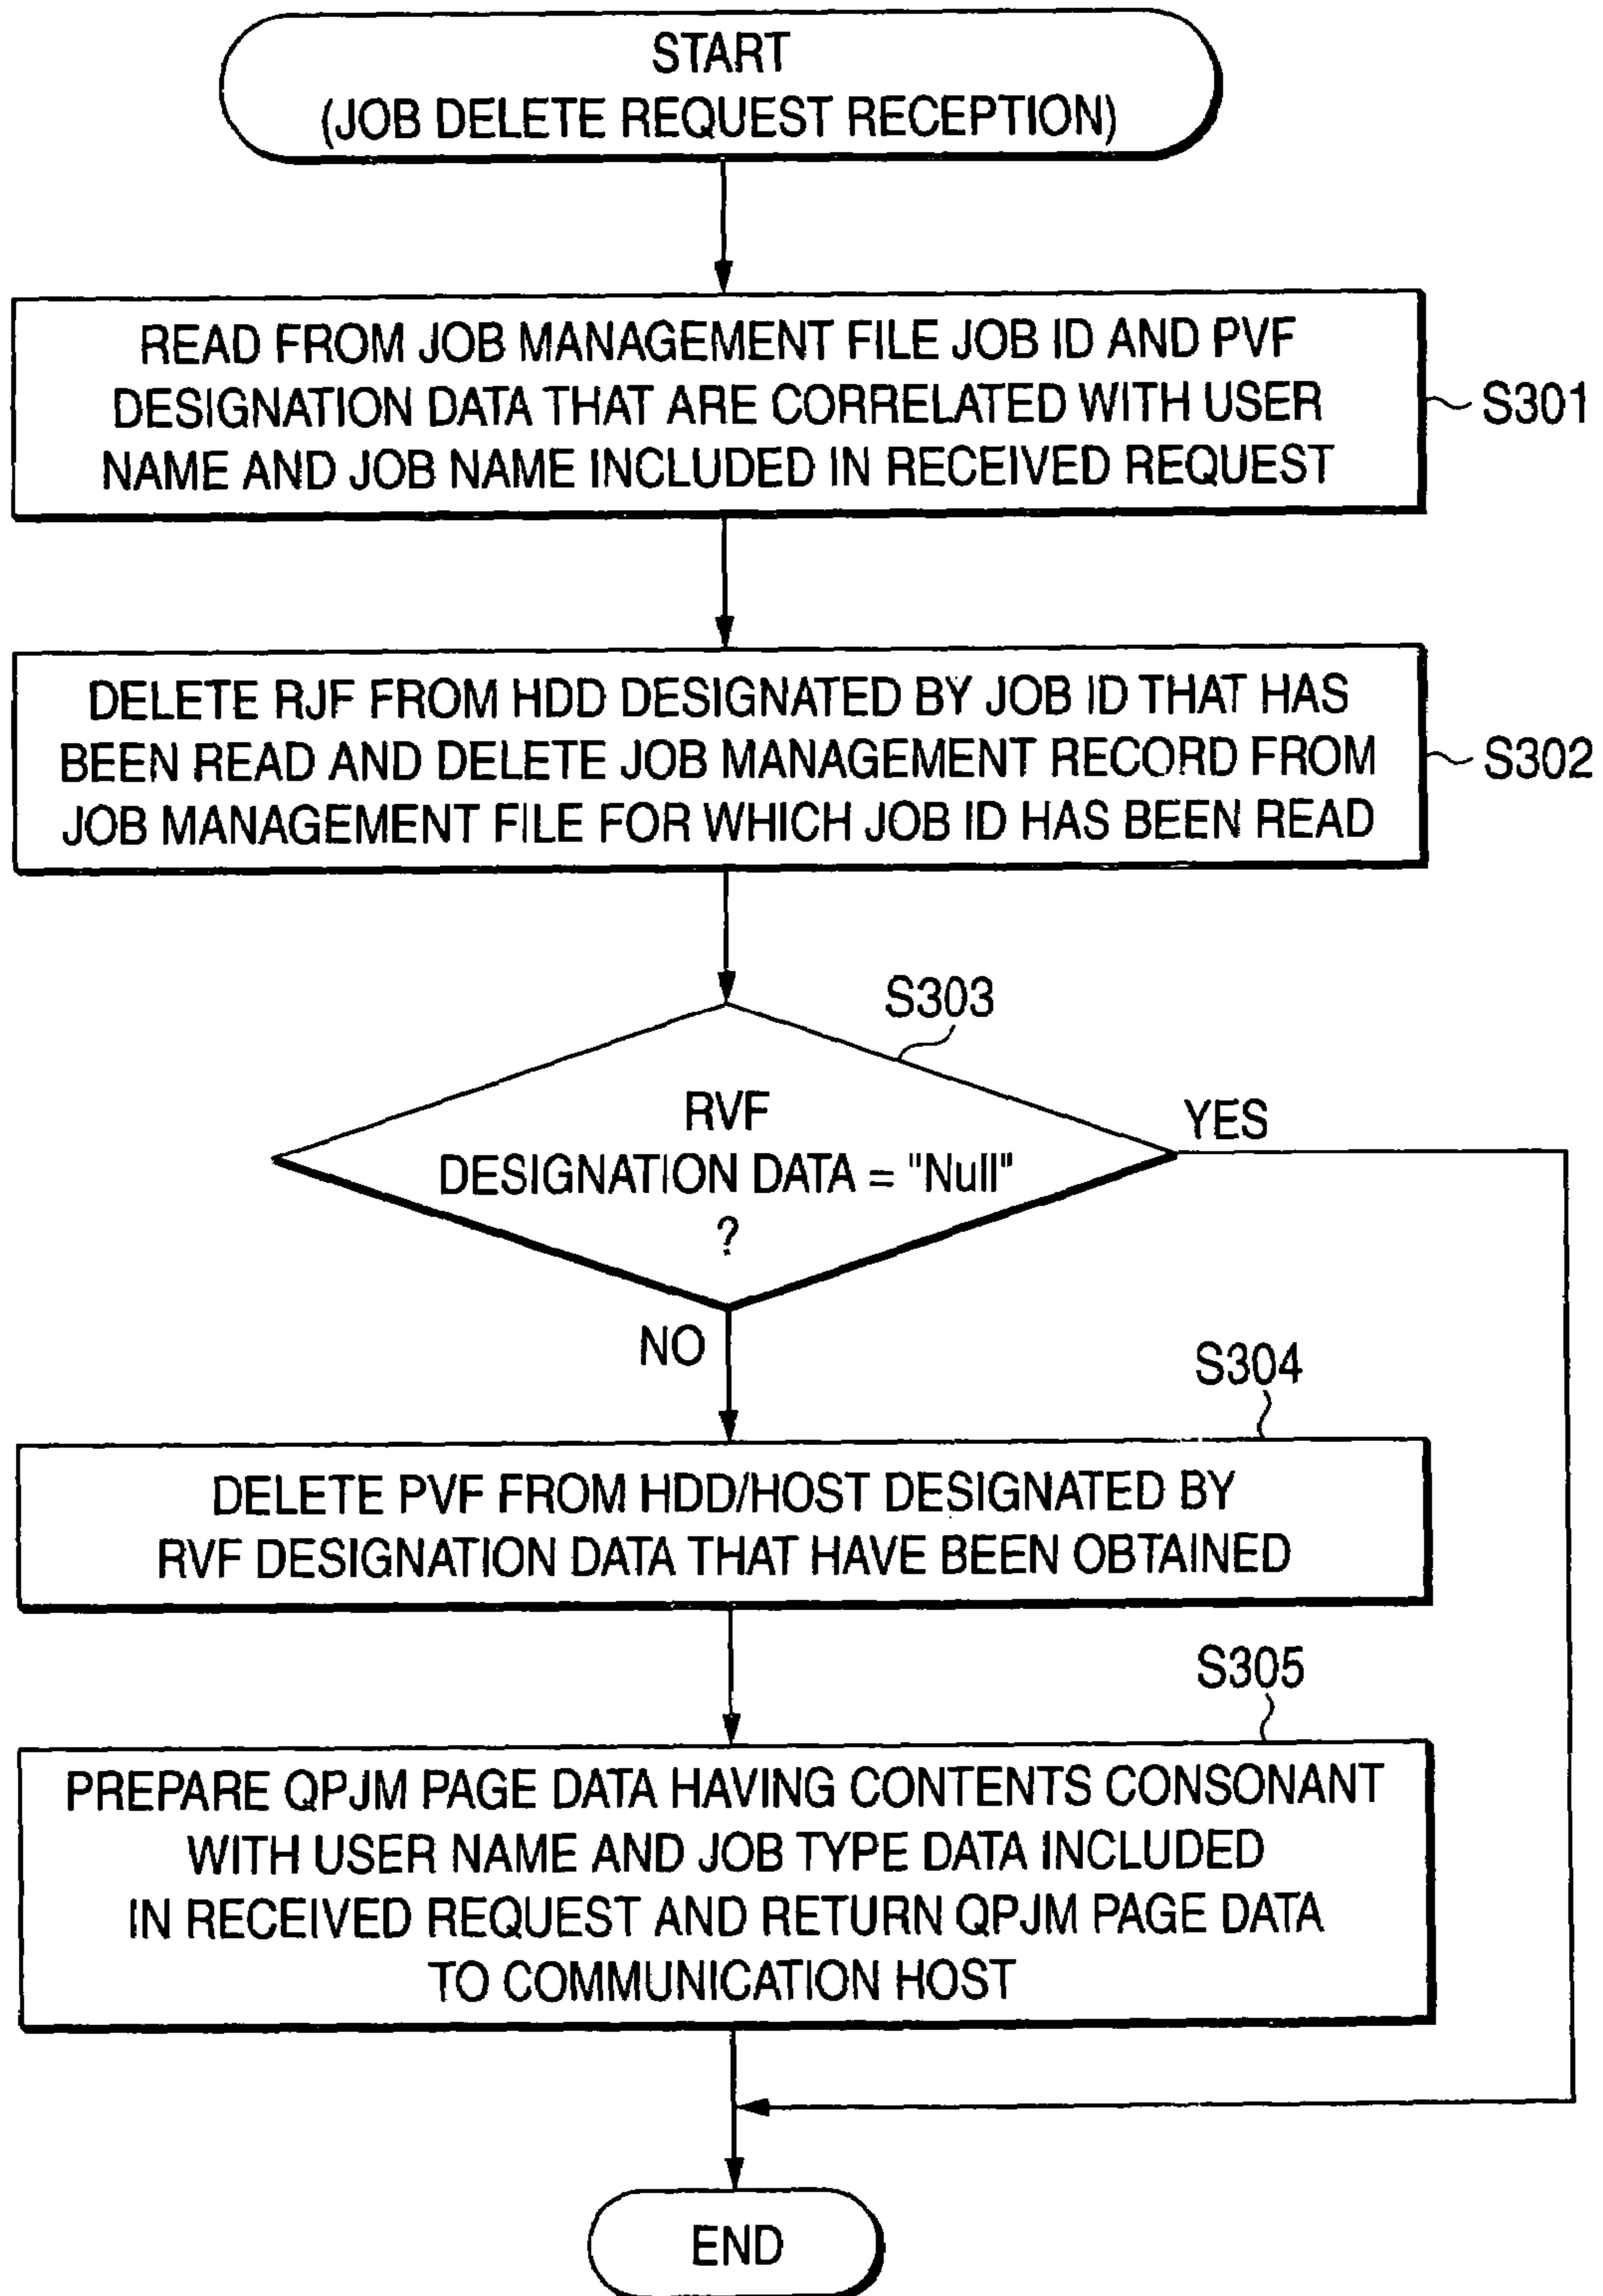 START
(JOB DELETE REQUEST RECEPTION)
READ FROM JOB MANAGEMENT FILE JOB ID AND PVF
DESIGNATION DATA THAT ARE CORRELATED WITH USER
NAME AND JOB NAME INCLUDED IN RECEIVED REQUEST
S301
DELETE RJF FROM HDD DESIGNATED BY JOB ID THAT HAS
BEEN READ AND DELETE JOB MANAGEMENT RECORD FROM
JOB MANAGEMENT FILE FOR WHICH JOB ID HAS BEEN READ
S302
S303
RVF
DESIGNATION DATA = "Null"
?
YES
NO
S304
DELETE PVF FROM HDD/HOST DESIGNATED BY
RVF DESIGNATION DATA THAT HAVE BEEN OBTAINED
S305
PREPARE QPJM PAGE DATA HAVING CONTENTS CONSONANT
WITH USER NAME AND JOB TYPE DATA INCLUDED
IN RECEIVED REQUEST AND RETURN QPJM PAGE DATA
TO COMMUNICATION HOST
END